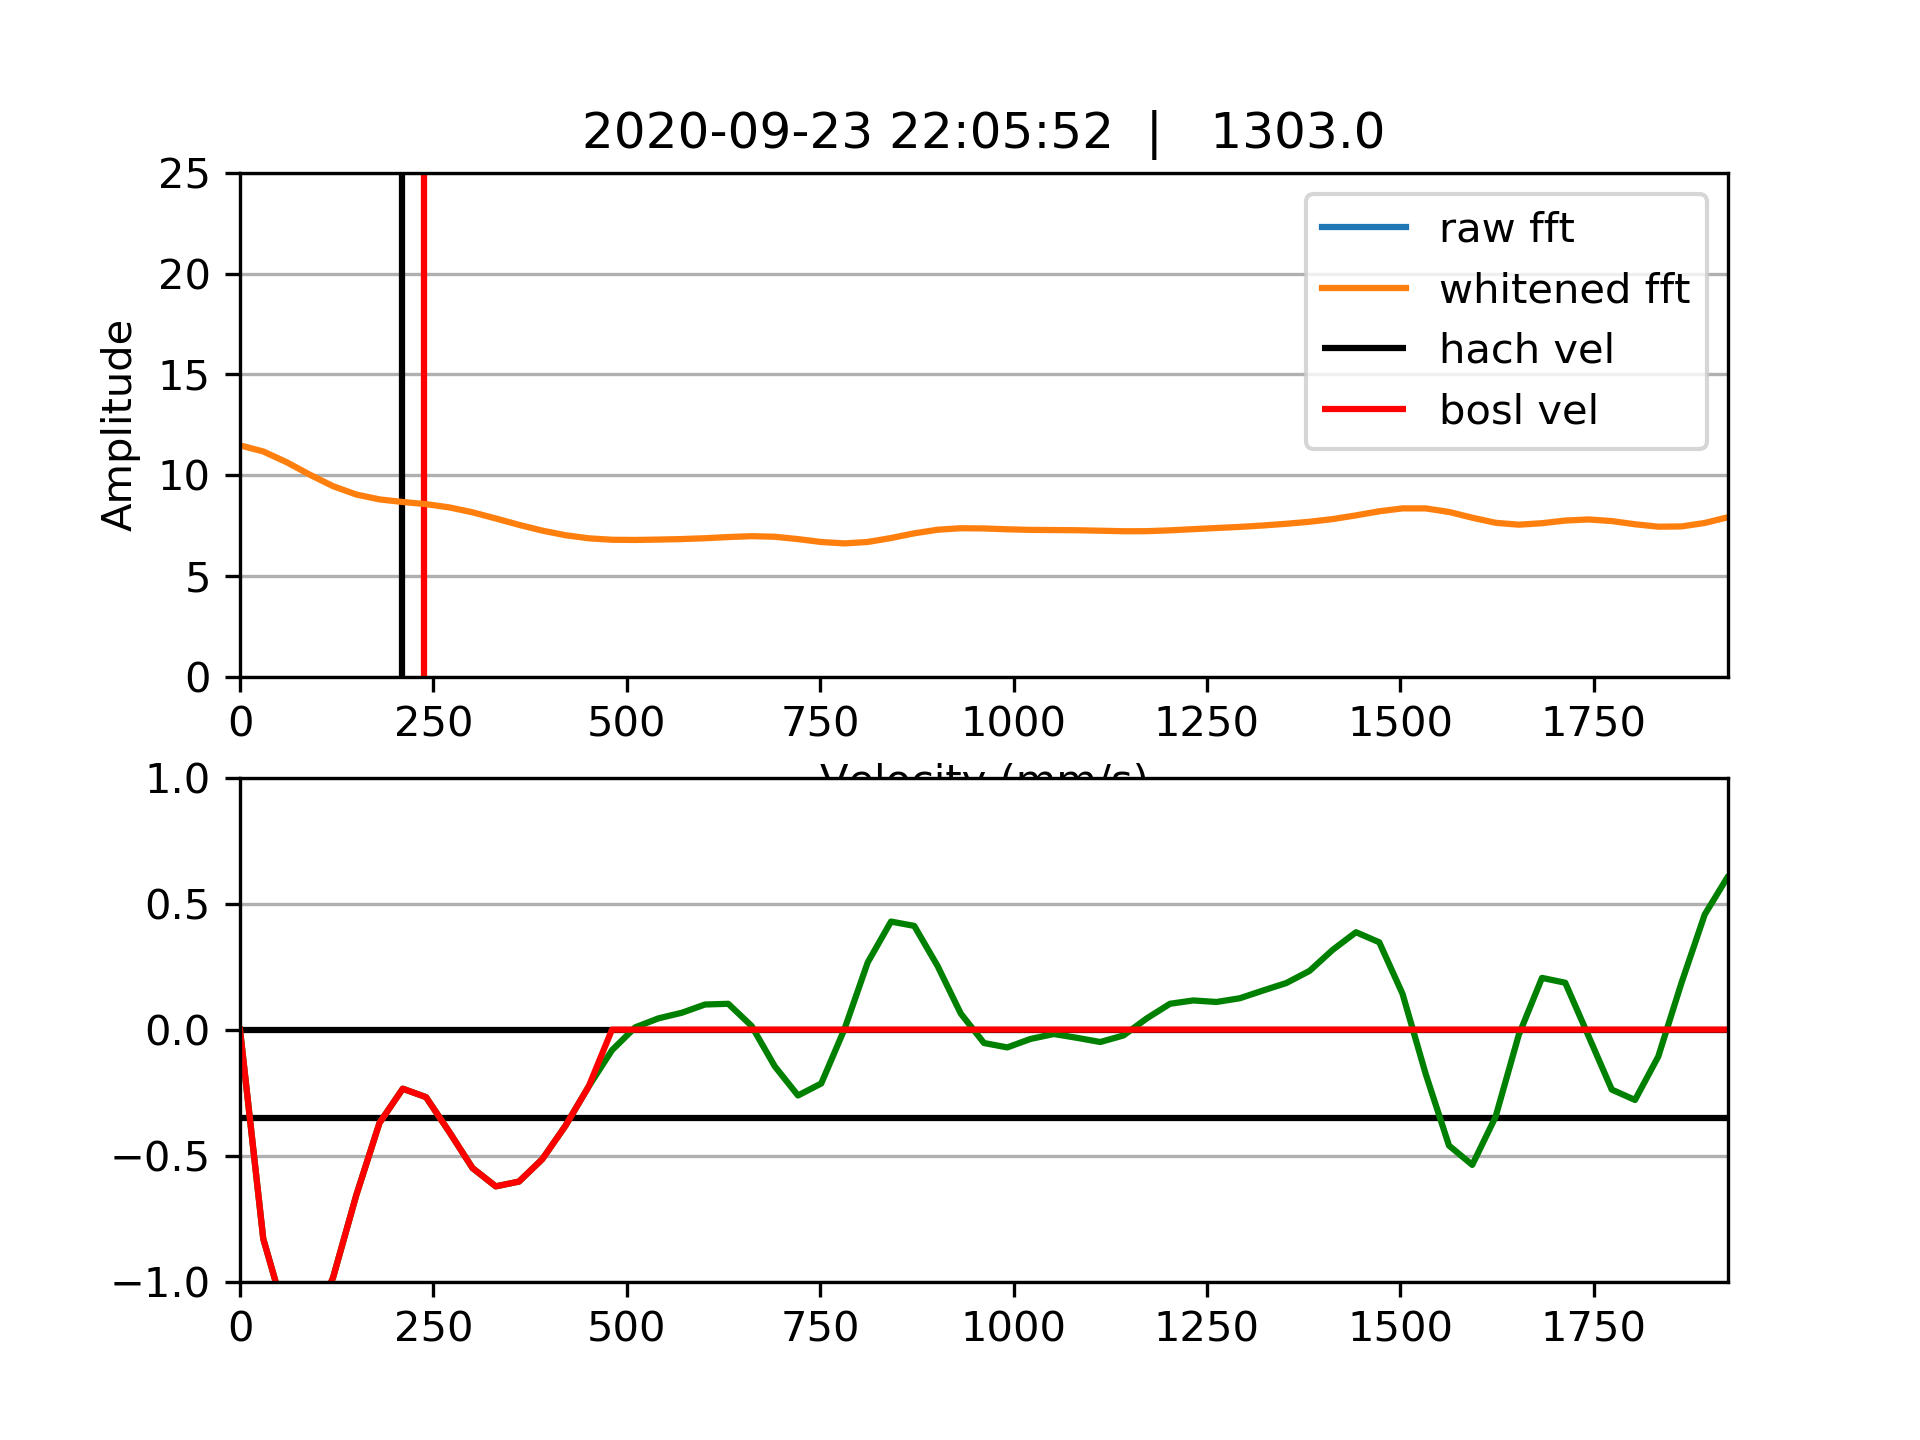 2020-09-23 22:05:52 | 1303.0
25
20
15
10
5
0
Amplitude
raw fft
whitened fft
hach vel
bosl vel
0 250 500 750 1000 1250 1500 1750
Velocity (mm/s)
1.0
0.5
0.0
−0.5
−1.0
0 250 500 750 1000 1250 1500 1750